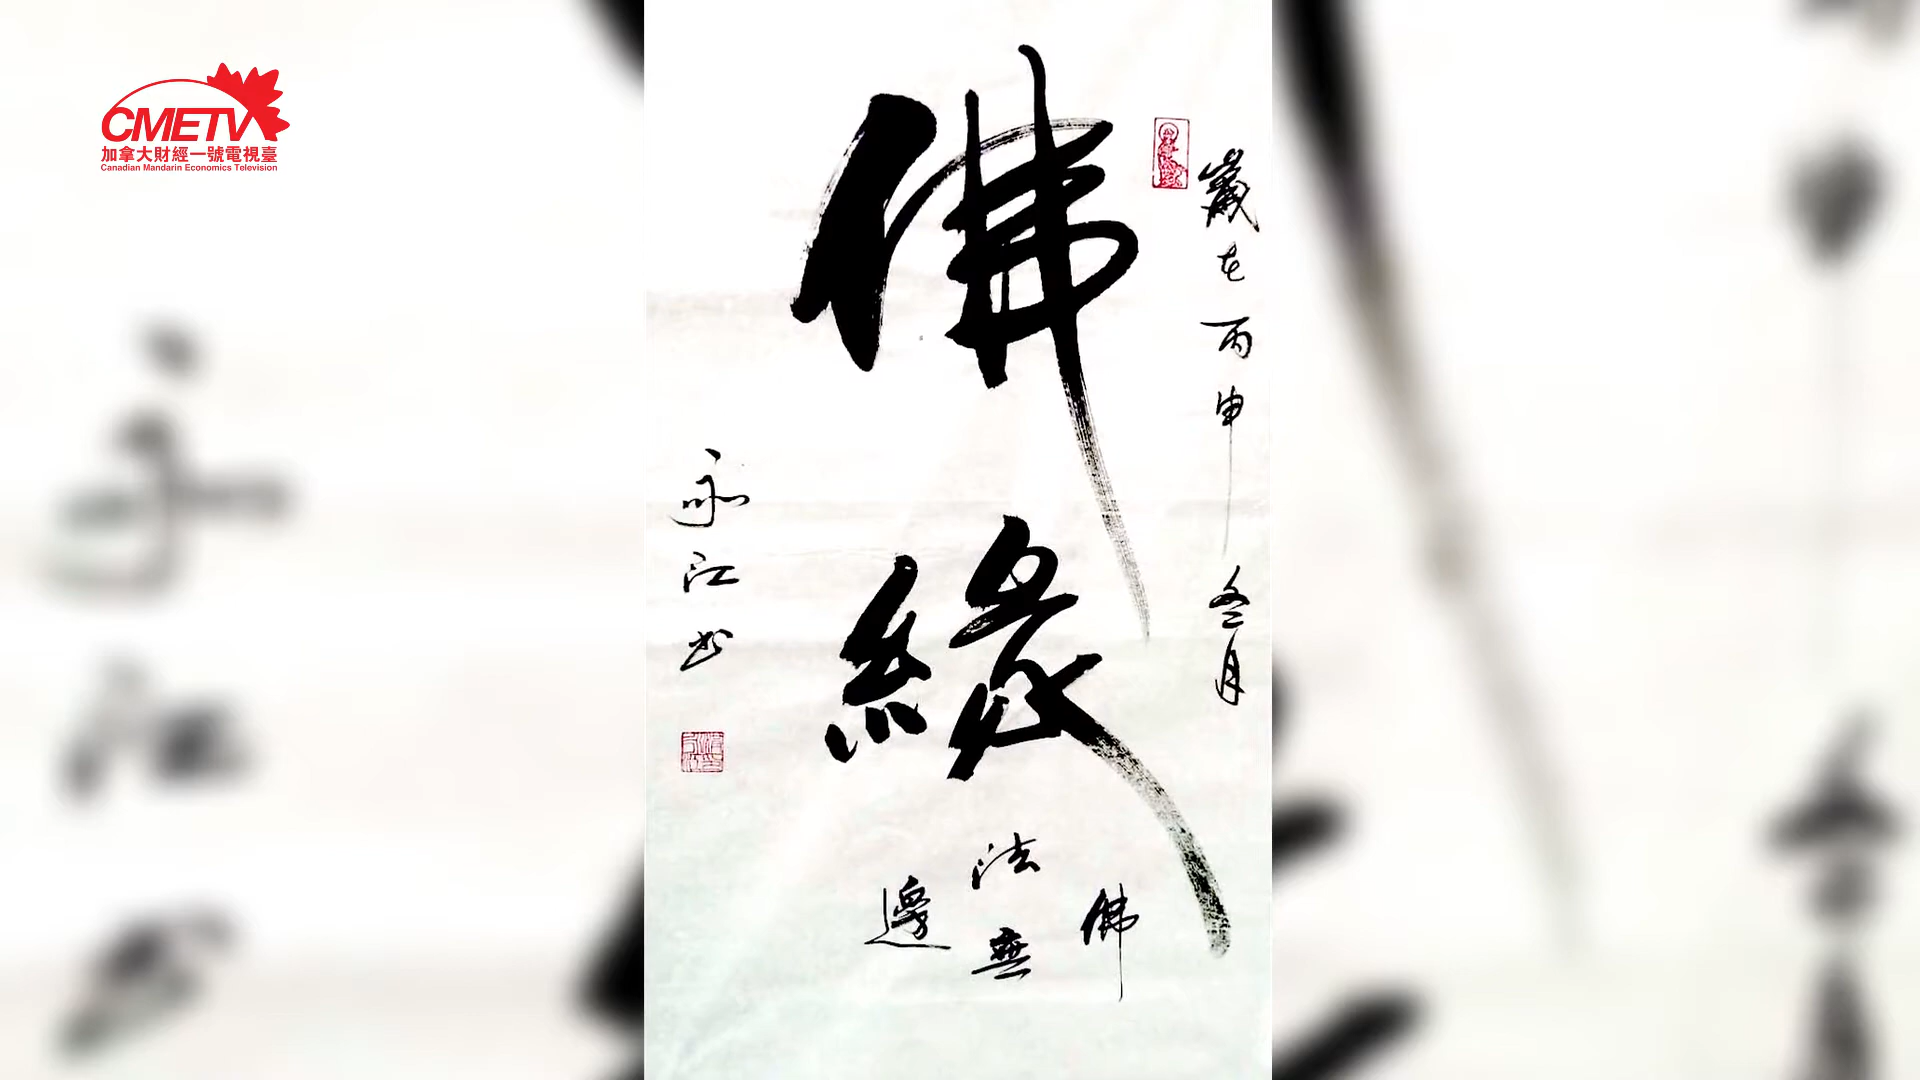 CMETV
加拿大財經一號電視臺
Canadian Mandarin Economics Television
歲在丙申冬月
佛緣
佛
法無
邊
永江书